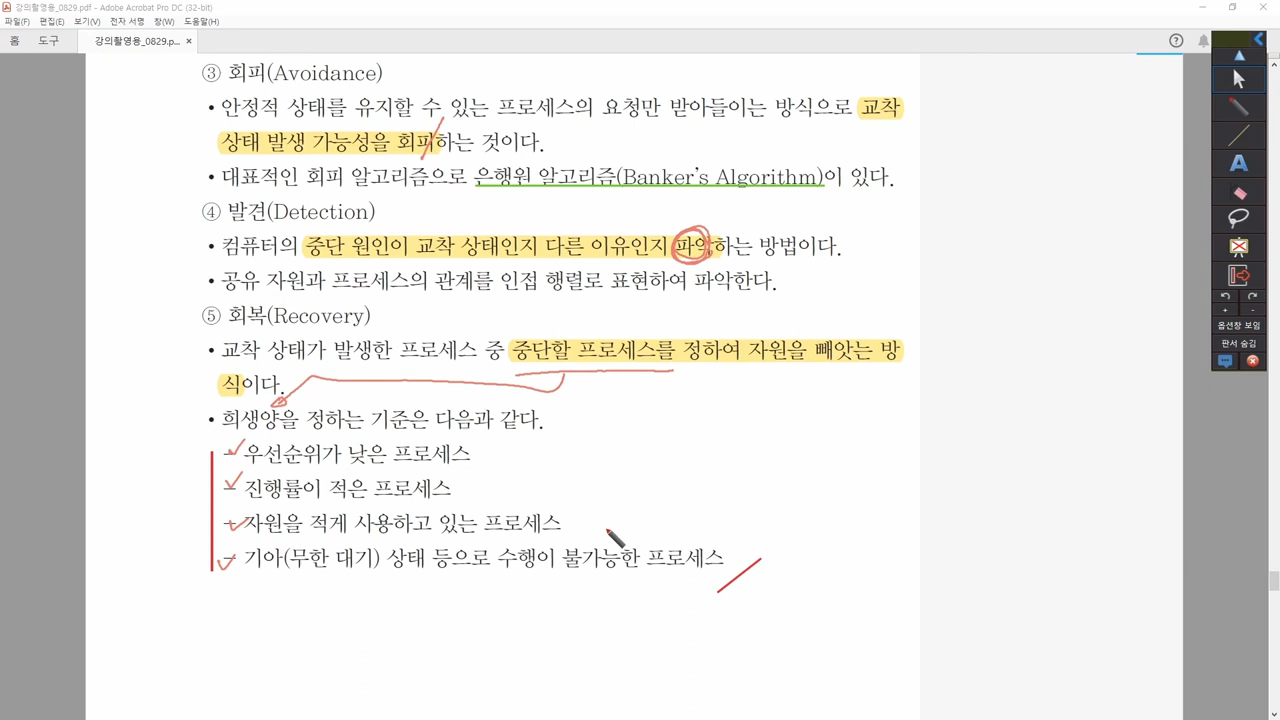 강의촬영용_0829.pdf - Adobe Acrobat Pro DC (32-bit)
파일(F) 편집(E) 보기(V) 전자 서명 창(W) 도움말(H)
홈 도구 강의촬영용_0829.p... ×
③ 회피(Avoidance)
• 안정적 상태를 유지할 수 있는 프로세스의 요청만 받아들이는 방식으로 교착
상태 발생 가능성을 회피하는 것이다.
• 대표적인 회피 알고리즘으로 은행원 알고리즘(Banker’s Algorithm)이 있다.
④ 발견(Detection)
• 컴퓨터의 중단 원인이 교착 상태인지 다른 이유인지 파악하는 방법이다.
• 공유 자원과 프로세스의 관계를 인접 행렬로 표현하여 파악한다.
⑤ 회복(Recovery)
• 교착 상태가 발생한 프로세스 중 중단할 프로세스를 정하여 자원을 빼앗는 방
식이다.
• 희생양을 정하는 기준은 다음과 같다.
- 우선순위가 낮은 프로세스
- 진행률이 적은 프로세스
- 자원을 적게 사용하고 있는 프로세스
- 기아(무한 대기) 상태 등으로 수행이 불가능한 프로세스
A
+ -
옵션창 보임
판서 숨김